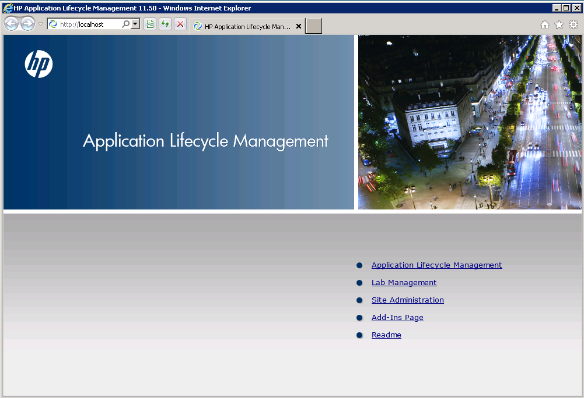 HP Application Lifecycle Management 11.50 - Windows Internet Explorer
http://localhost
HP Application Lifecycle Man...
hp
Application Lifecycle Management
Application Lifecycle Management
Lab Management
Site Administration
Add-Ins Page
Readme